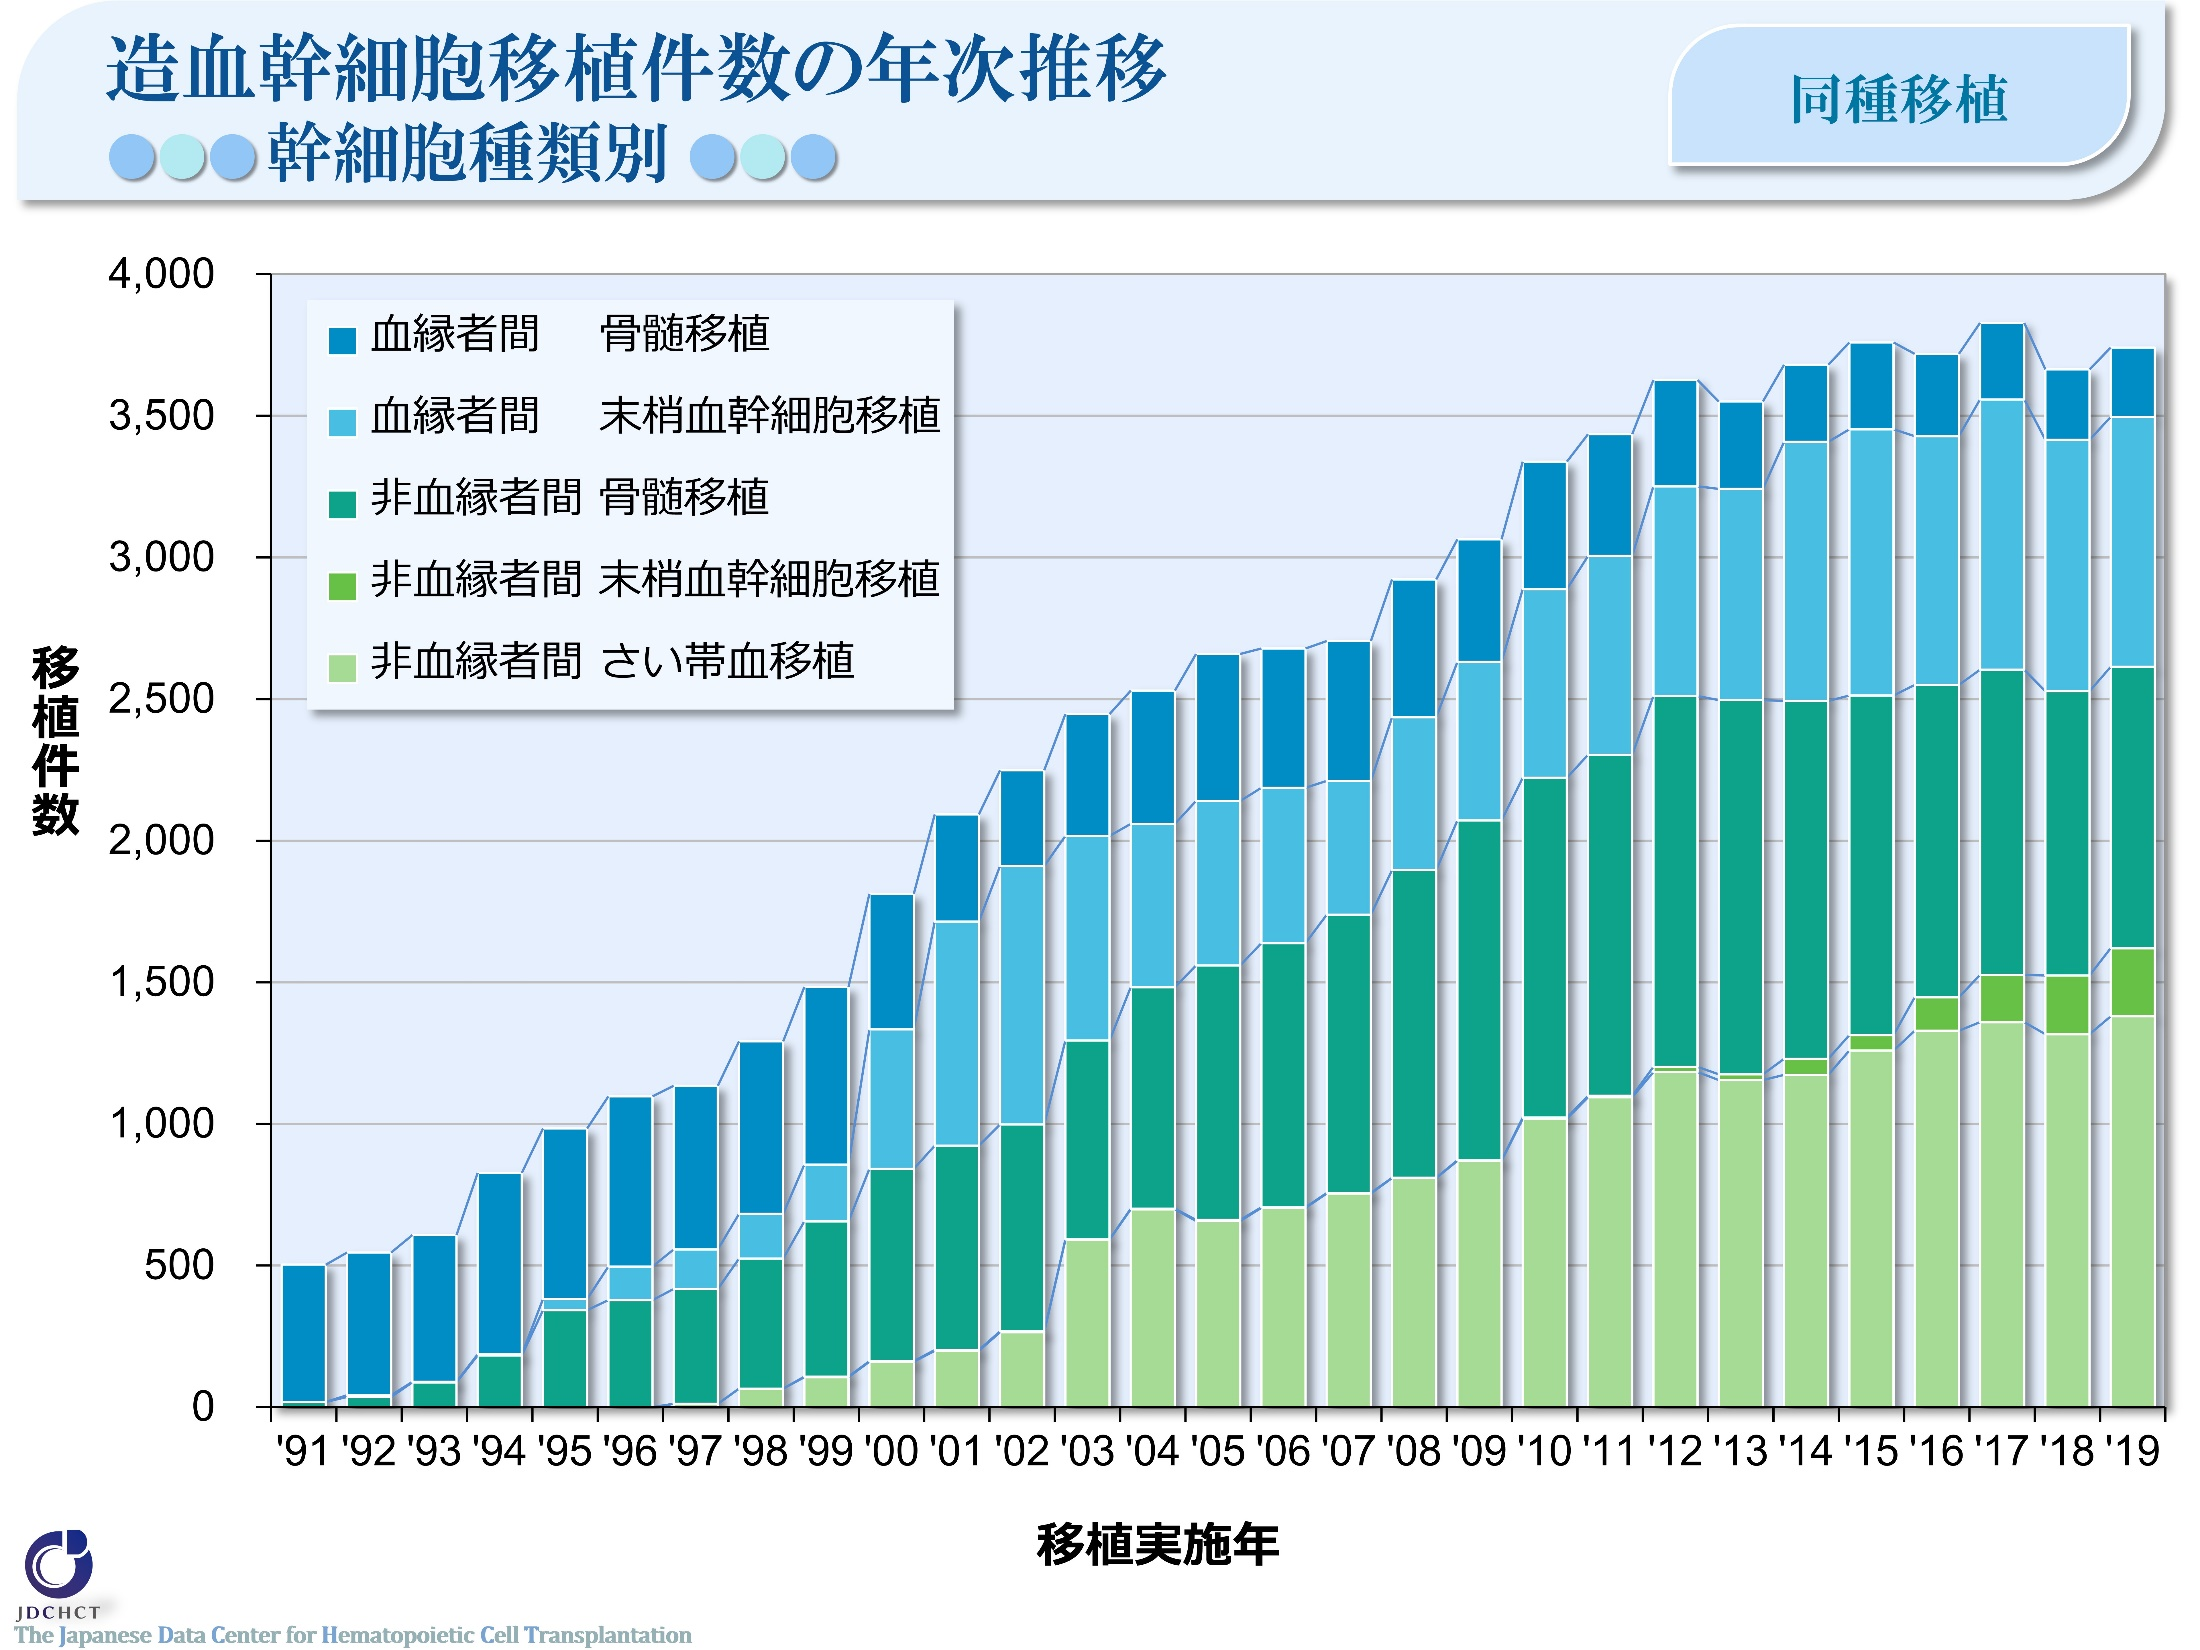 造血幹細胞移植件数の年次推移
幹細胞種類別
同種移植
4,000
3,500
3,000
2,500
2,000
1,500
1,000
500
0
血縁者間 骨髄移植
血縁者間 末梢血幹細胞移植
非血縁者間 骨髄移植
非血縁者間 末梢血幹細胞移植
非血縁者間 さい帯血移植
移植件数
'91 '92 '93 '94 '95 '96 '97 '98 '99 '00 '01 '02 '03 '04 '05 '06 '07 '08 '09 '10 '11 '12 '13 '14 '15 '16 '17 '18 '19
移植実施年
JDCHCT
The Japanese Data Center for Hematopoietic Cell Transplantation